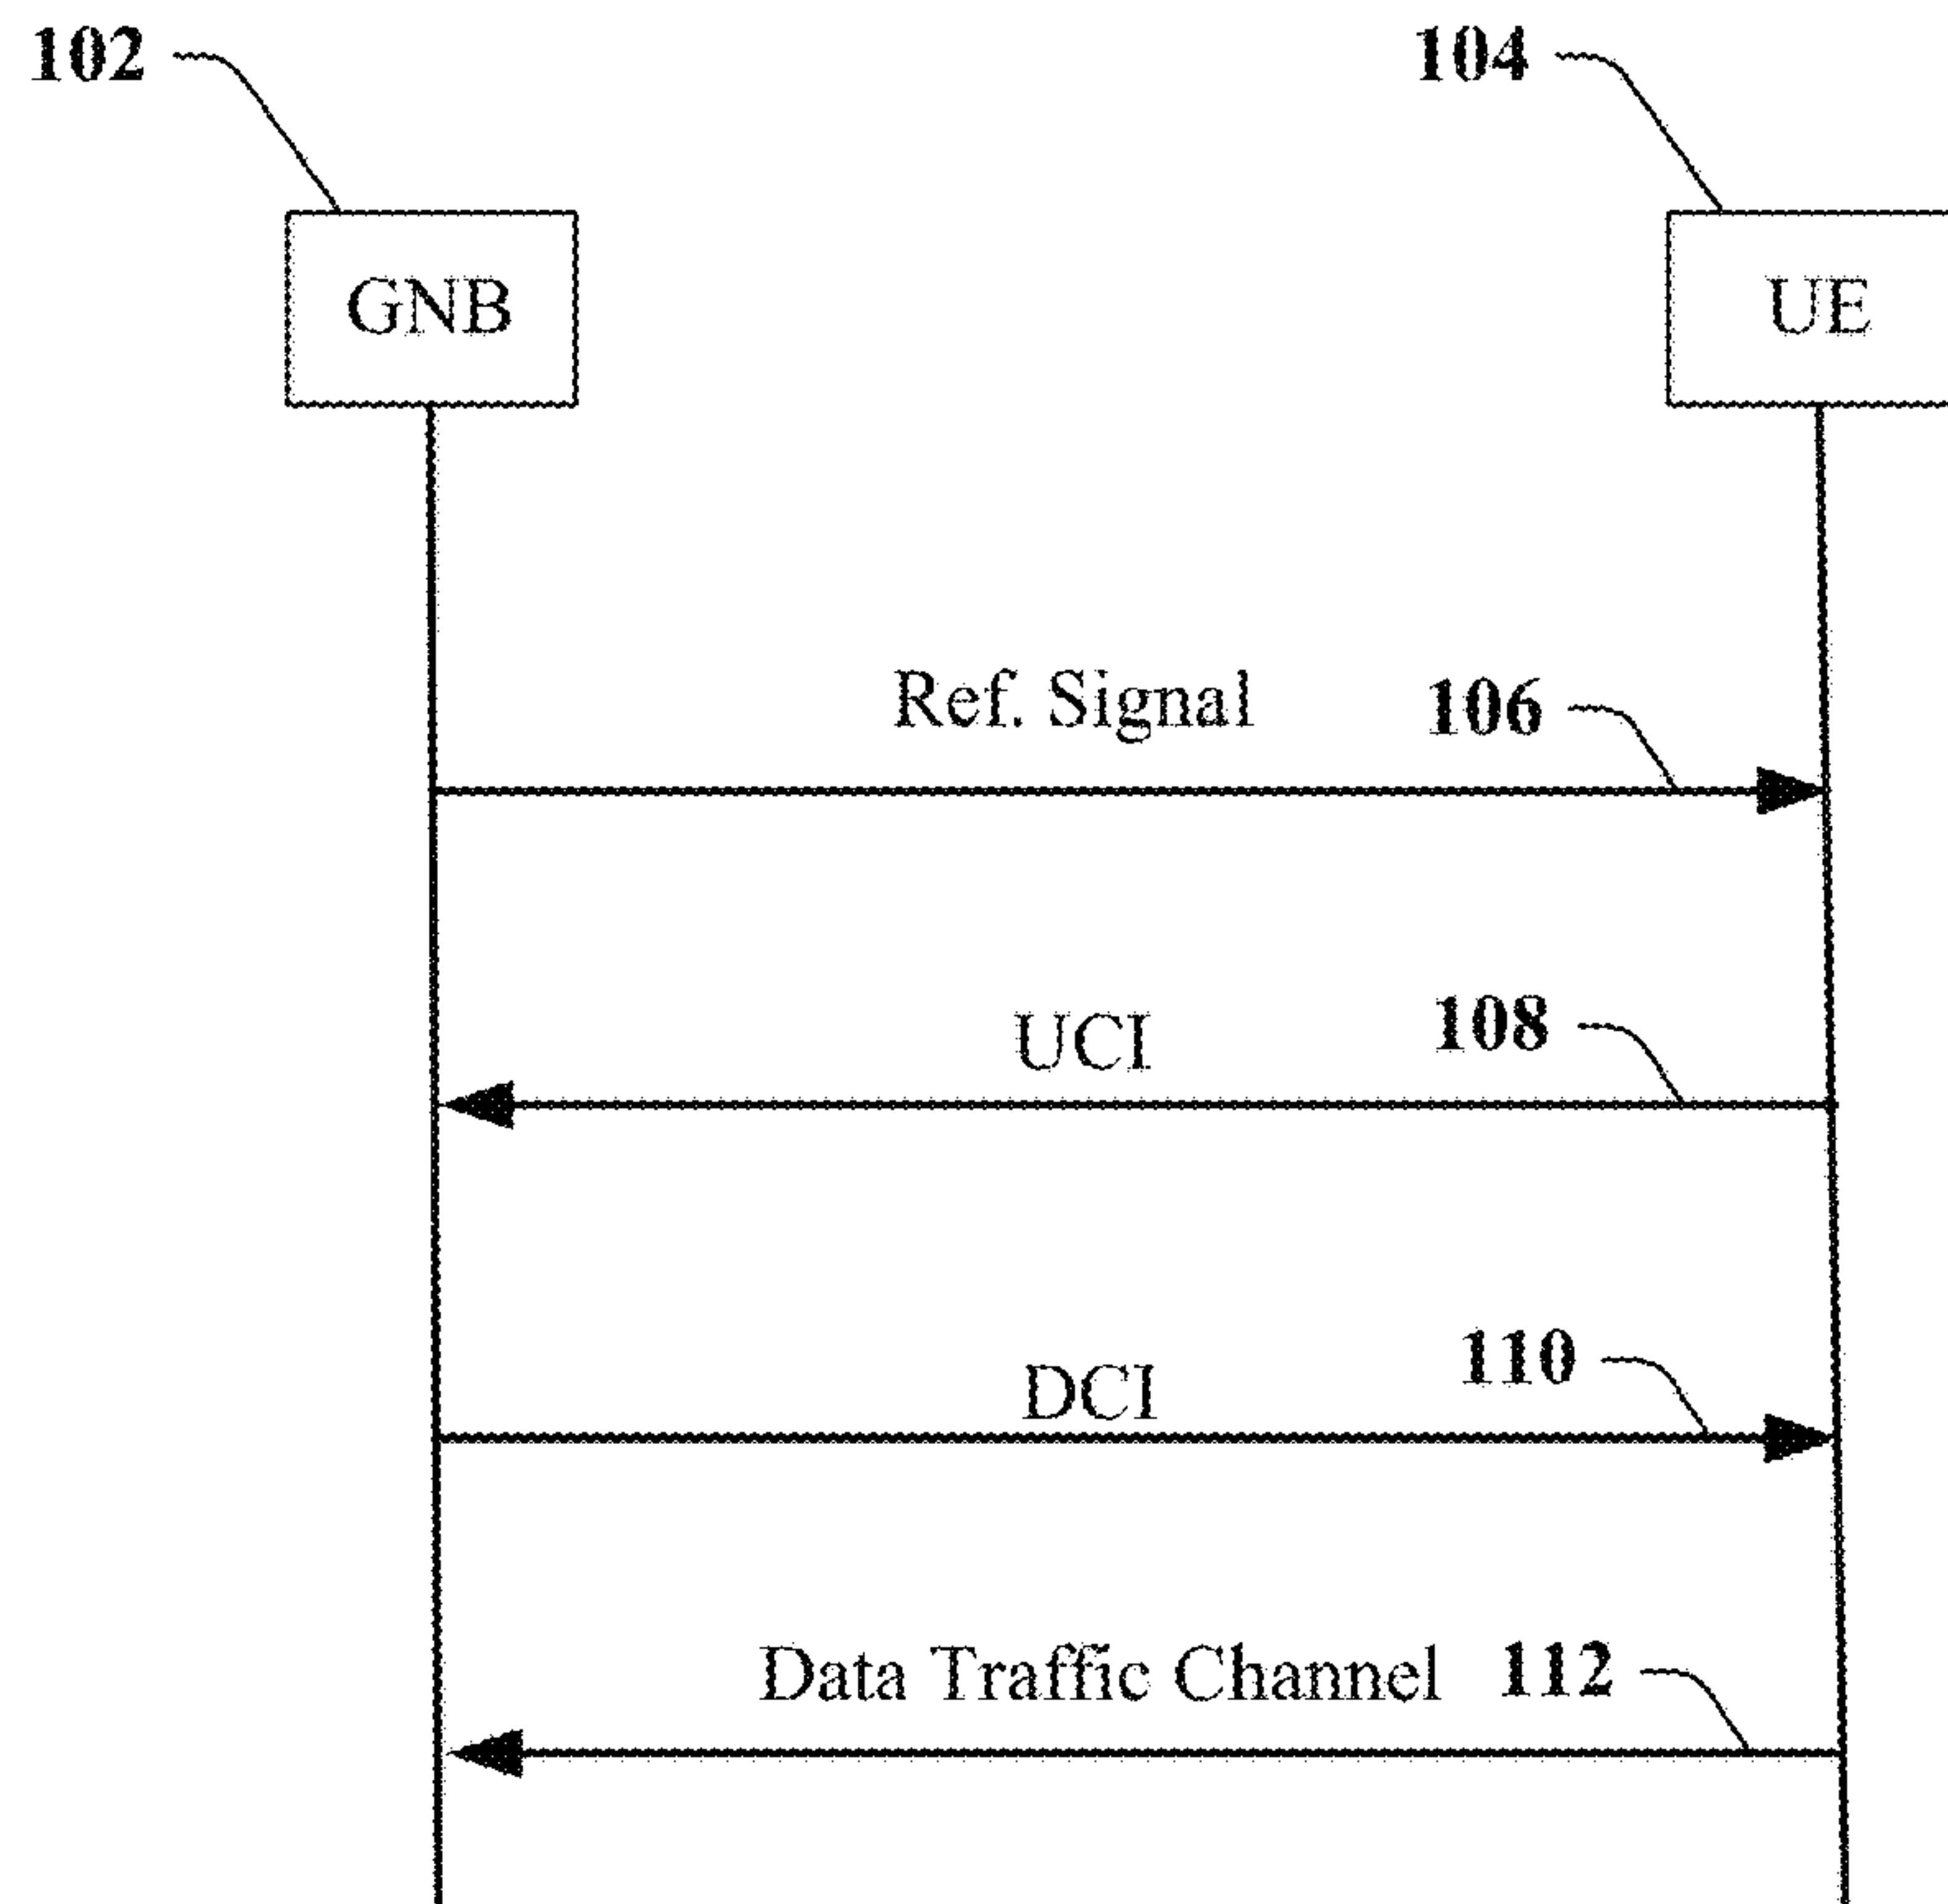 102
104
GNB
UE
Ref. Signal 106
UCI 108
DCI 110
Data Traffic Channel 112